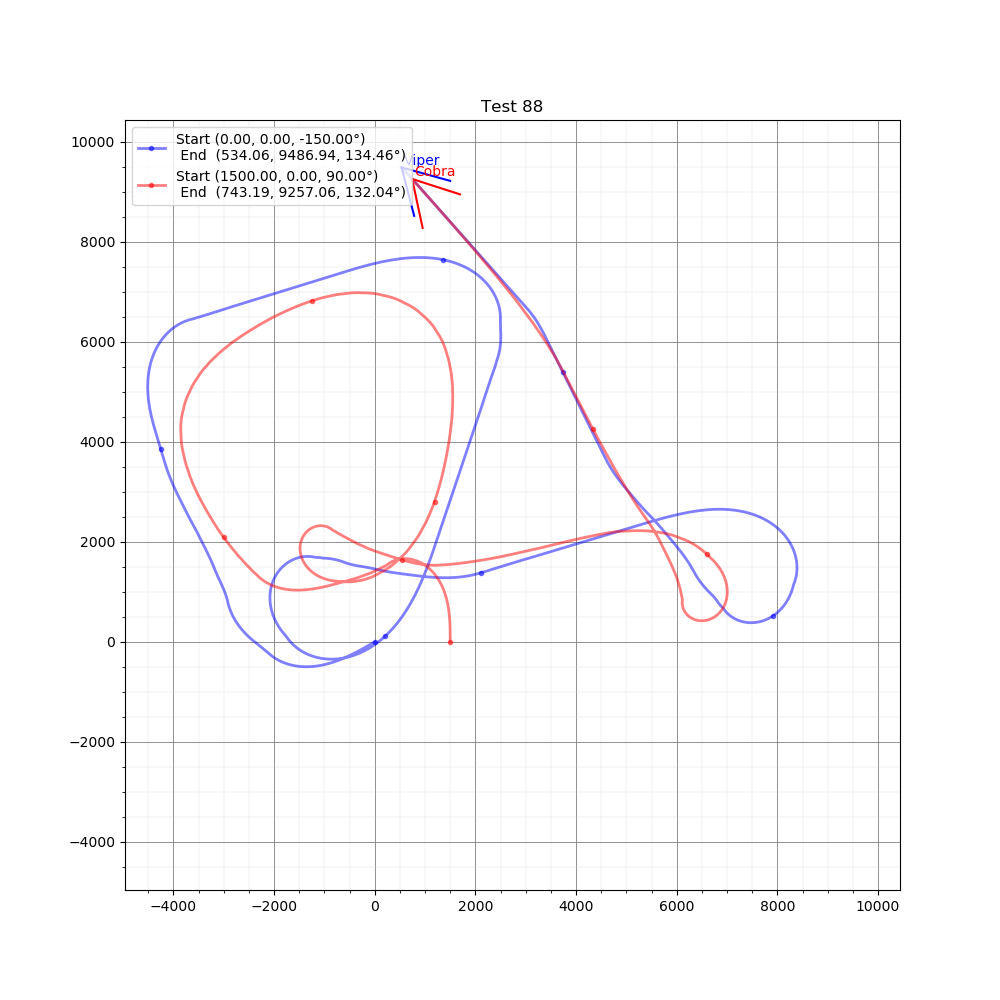 Test 88
Start (0.00, 0.00, -150.00°)
End (534.06, 9486.94, 134.46°)
Start (1500.00, 0.00, 90.00°)
End (743.19, 9257.06, 132.04°)
Viper
Cobra
10000
8000
6000
4000
2000
0
−2000
−4000
−4000 −2000 0 2000 4000 6000 8000 10000